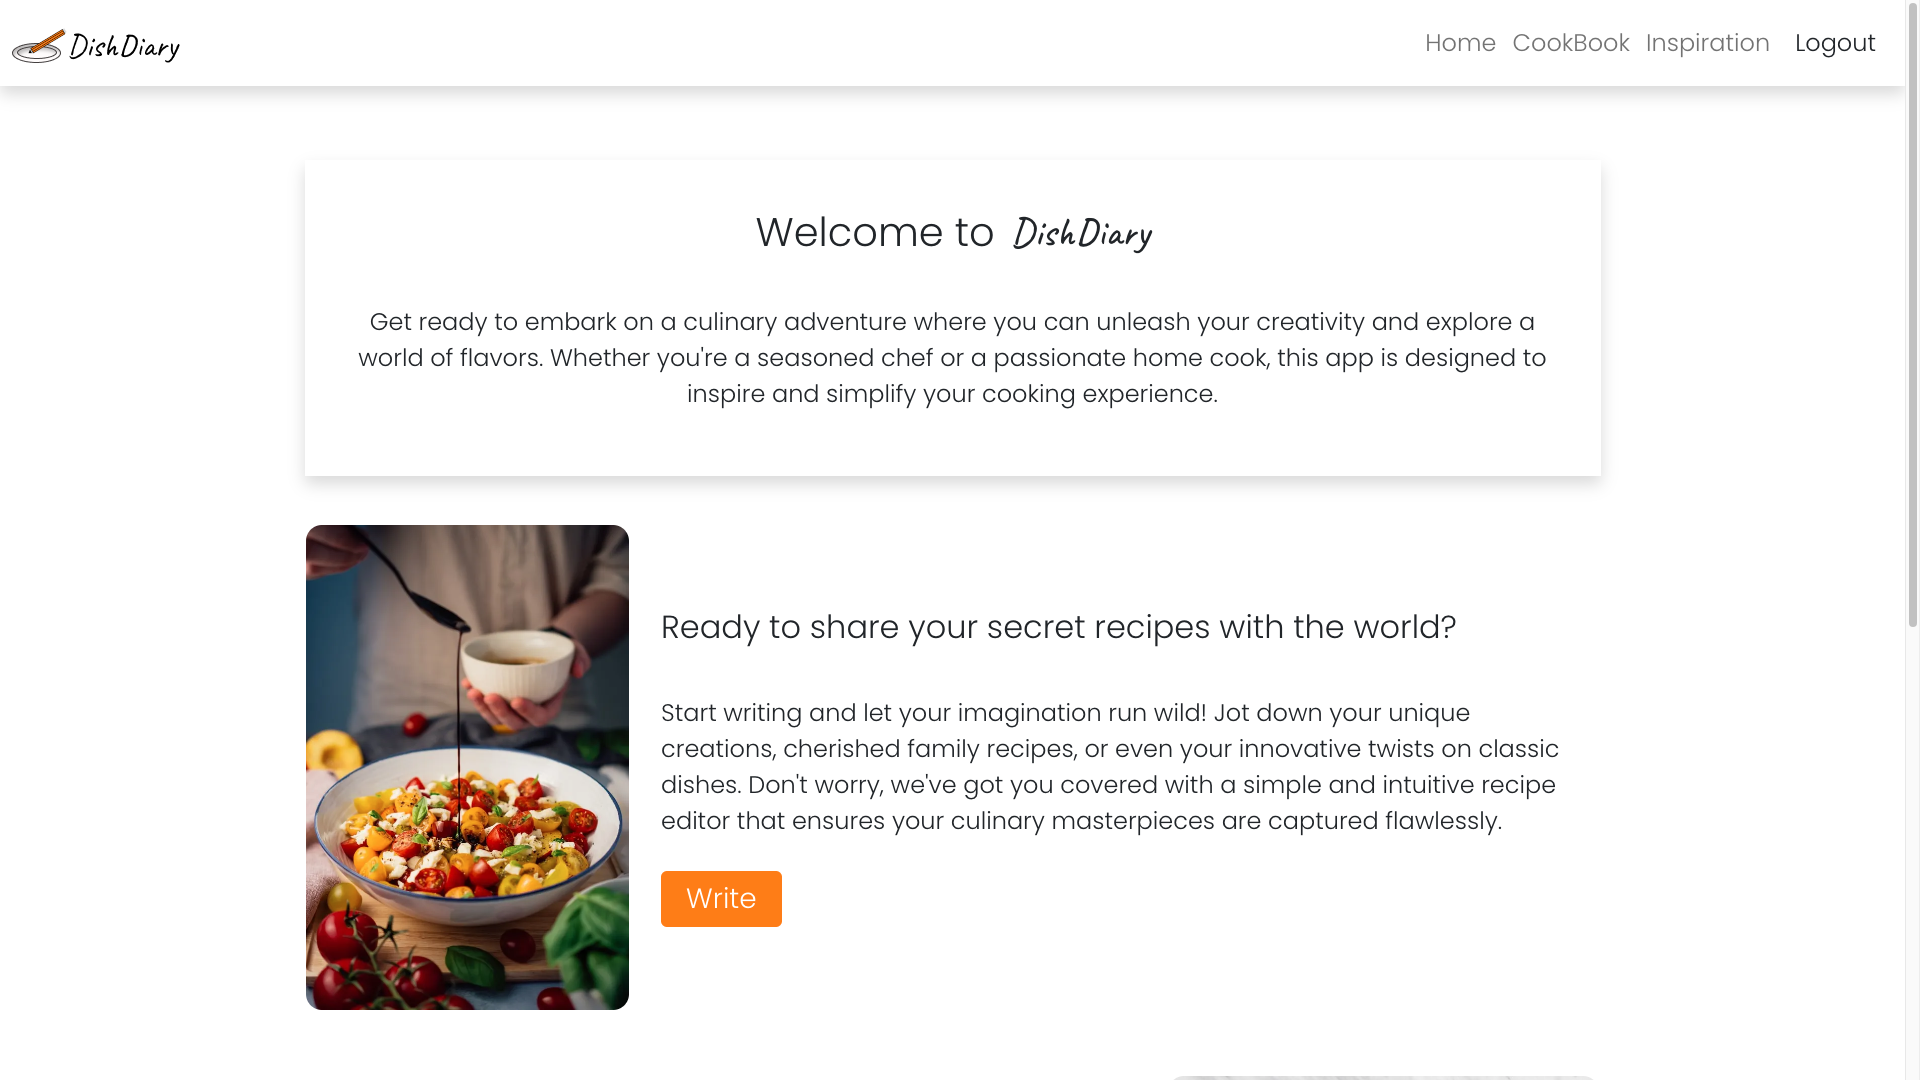 DishDiary
Home CookBook Inspiration Logout
Welcome to DishDiary
Get ready to embark on a culinary adventure where you can unleash your creativity and explore a
world of flavors. Whether you're a seasoned chef or a passionate home cook, this app is designed to
inspire and simplify your cooking experience.
Ready to share your secret recipes with the world?
Start writing and let your imagination run wild! Jot down your unique
creations, cherished family recipes, or even your innovative twists on classic
dishes. Don't worry, we've got you covered with a simple and intuitive recipe
editor that ensures your culinary masterpieces are captured flawlessly.
Write